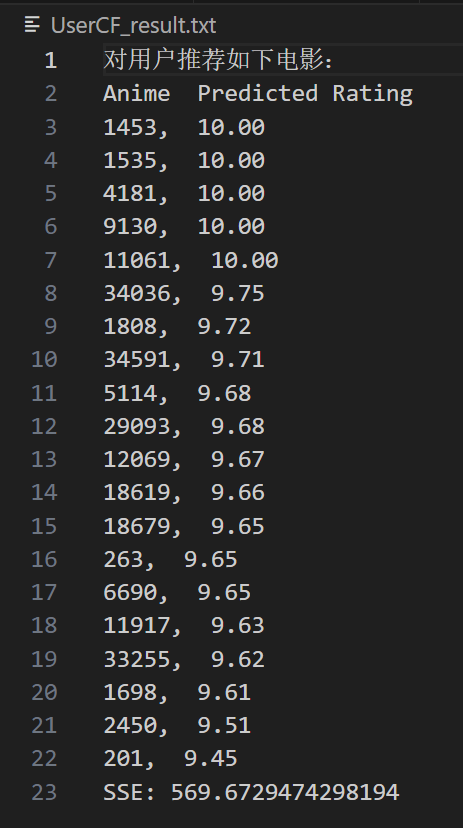 UserCF_result.txt
1 对用户推荐如下电影：
2 Anime  Predicted Rating
3 1453,  10.00
4 1535,  10.00
5 4181,  10.00
6 9130,  10.00
7 11061,  10.00
8 34036,  9.75
9 1808,  9.72
10 34591,  9.71
11 5114,  9.68
12 29093,  9.68
13 12069,  9.67
14 18619,  9.66
15 18679,  9.65
16 263,  9.65
17 6690,  9.65
18 11917,  9.63
19 33255,  9.62
20 1698,  9.61
21 2450,  9.51
22 201,  9.45
23 SSE: 569.6729474298194